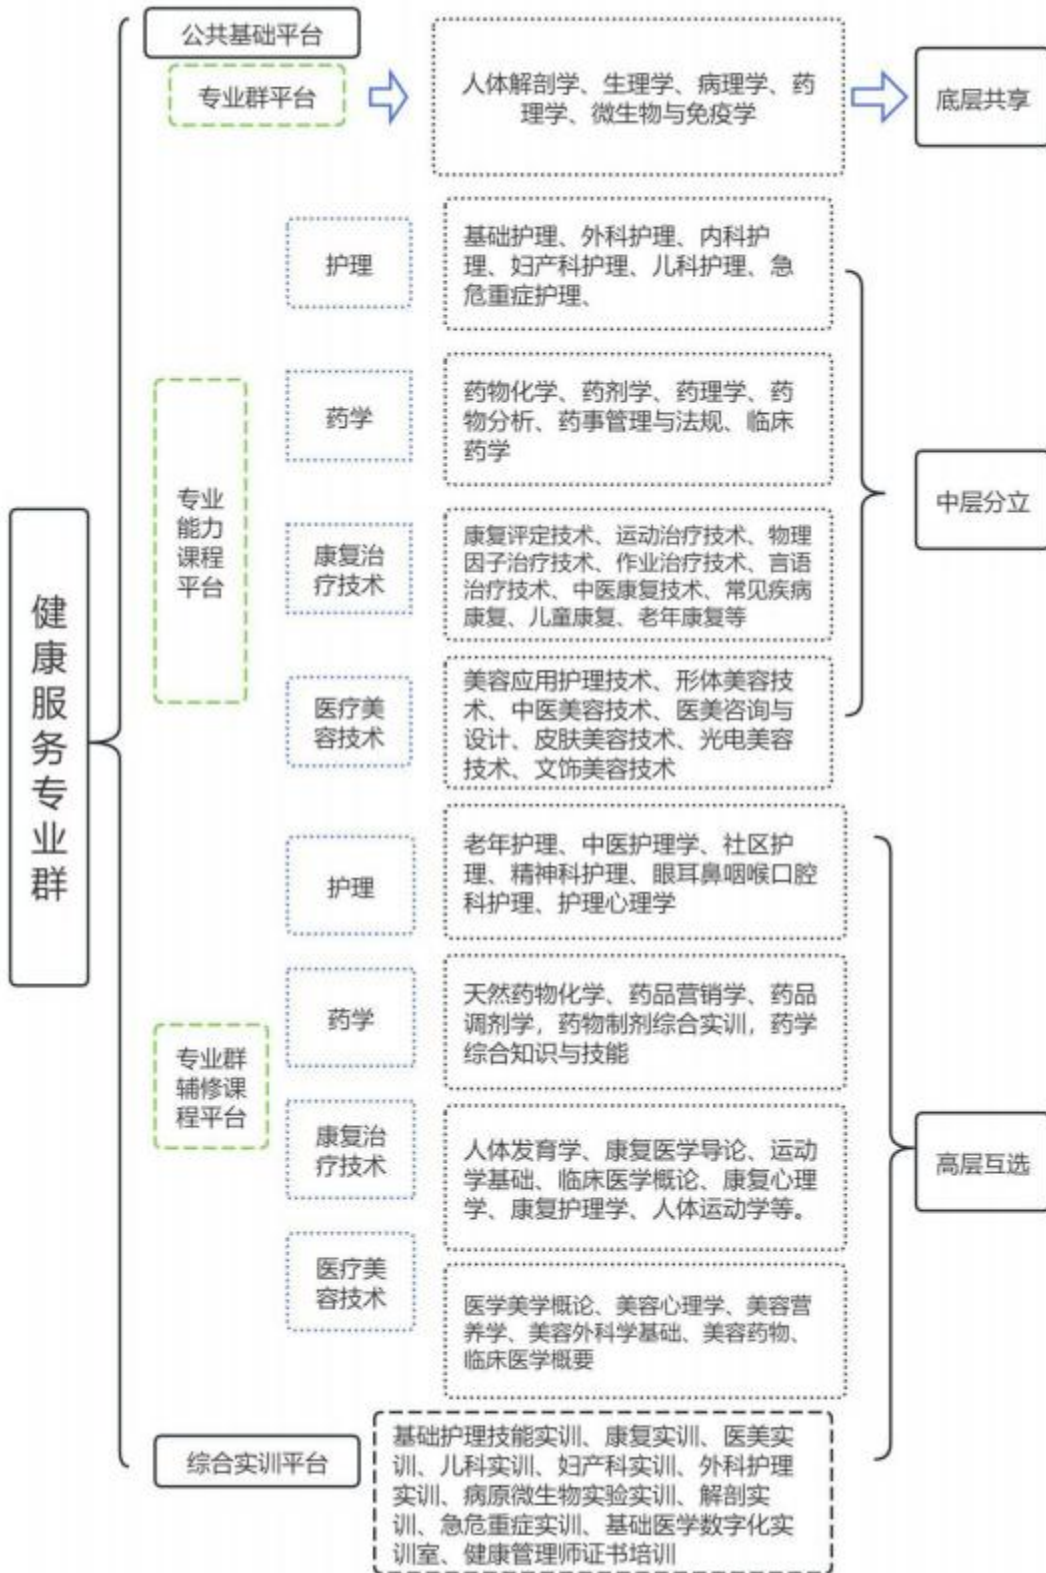 公共基础平台
专业群平台
人体解剖学、生理学、病理学、药
理学、微生物与免疫学
底层共享
健
康
服
务
专
业
群
专业
能力
课程
平台
护理
基础护理、外科护理、内科护
理、妇产科护理、儿科护理、急
危重症护理、
药学
药物化学、药剂学、药理学、药
物分析、药事管理与法规、临床
药学
康复治
疗技术
康复评定技术、运动治疗技术、物理
因子治疗技术、作业治疗技术、言语
治疗技术、中医康复技术、常见疾病
康复、儿童康复、老年康复等
医疗美
容技术
美容应用护理技术、形体美容技
术、中医美容技术、医美咨询与
设计、皮肤美容技术、光电美容
技术、文饰美容技术
中层分立
专业群
辅修课
程平台
护理
老年护理、中医护理学、社区护
理、精神科护理、眼耳鼻咽喉口腔
科护理、护理心理学
药学
天然药物化学、药品营销学、药品
调剂学，药物制剂综合实训，药学
综合知识与技能
康复治
疗技术
人体发育学、康复医学导论、运动
学基础、临床医学概论、康复心理
学、康复护理学、人体运动学等。
医疗美
容技术
医学美学概论、美容心理学、美容营
养学、美容外科学基础、美容药物、
临床医学概要
高层互选
综合实训平台
基础护理技能实训、康复实训、医美实
训、儿科实训、妇产科实训、外科护理
实训、病原微生物实验实训、解剖实
训、急危重症实训、基础医学数字化实
训室、健康管理师证书培训